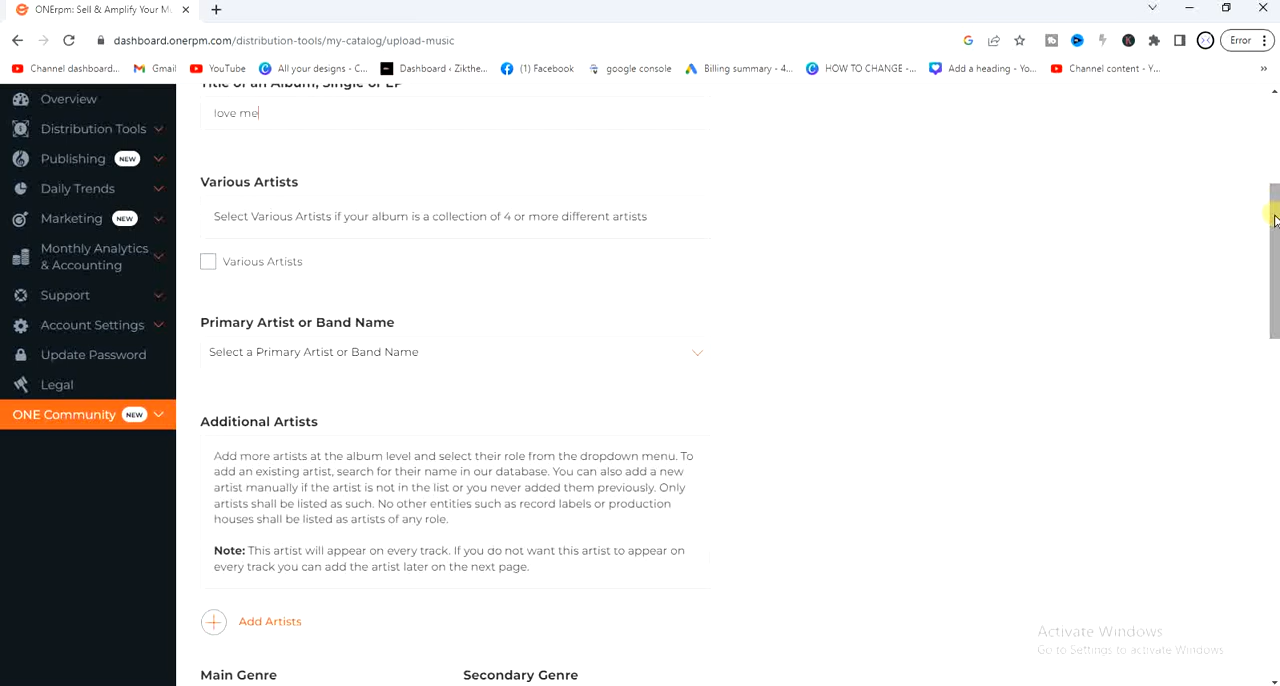 ONErpm: Sell & Amplify Your Mu
dashboard.onerpm.com/distribution-tools/my-catalog/upload-music
Error
Channel dashboard...
Gmail
YouTube
All your designs - C...
Dashboard ‹ Zikthe...
(1) Facebook
google console
Billing summary - 4...
HOW TO CHANGE -...
Add a heading - Yo...
Channel content - Y...
»
Overview
Distribution Tools
Publishing NEW
Daily Trends
Marketing NEW
Monthly Analytics
& Accounting
Support
Account Settings
Update Password
Legal
ONE Community NEW
Title of an Album, Single or EP
love me
Various Artists
Select Various Artists if your album is a collection of 4 or more different artists
Various Artists
Primary Artist or Band Name
Select a Primary Artist or Band Name
Additional Artists
Add more artists at the album level and select their role from the dropdown menu. To
add an existing artist, search for their name in our database. You can also add a new
artist manually if the artist is not in the list or you never added them previously. Only
artists shall be listed as such. No other entities such as record labels or production
houses shall be listed as artists of any role.
Note: This artist will appear on every track. If you do not want this artist to appear on
every track you can add the artist later on the next page.
Add Artists
Main Genre
Secondary Genre
Activate Windows
Go to Settings to activate Windows.